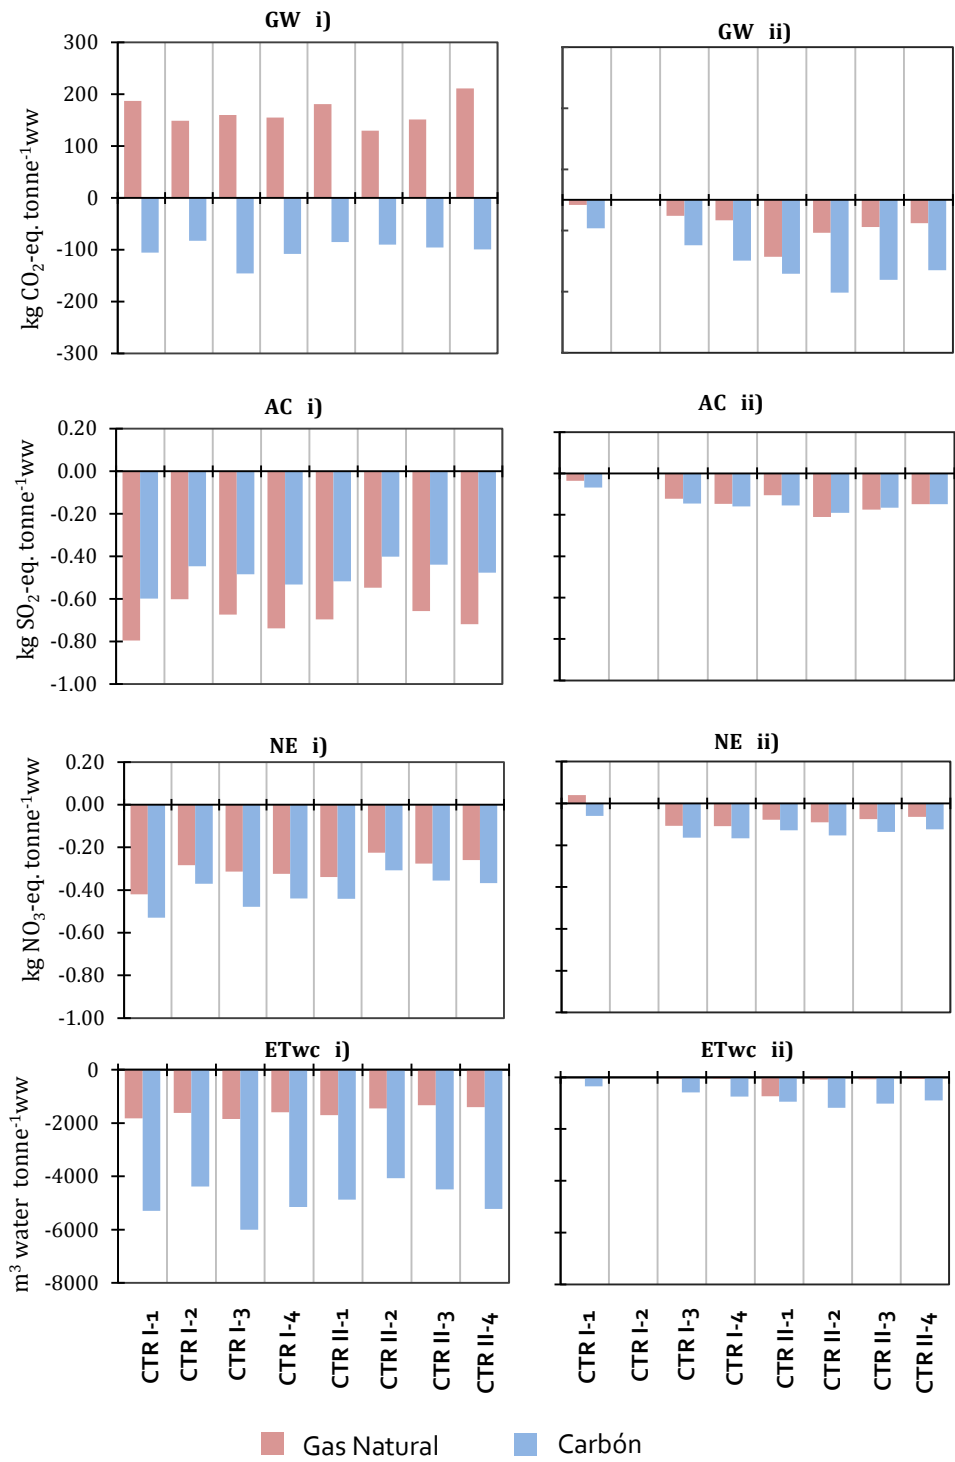 GW i)
GW ii)
300
200
100
0
-100
-200
-300
kg CO₂-eq. tonne⁻¹ww
AC i)
AC ii)
0.20
0.00
-0.20
-0.40
-0.60
-0.80
-1.00
kg SO₂-eq. tonne⁻¹ww
NE i)
NE ii)
0.20
0.00
-0.20
-0.40
-0.60
-0.80
-1.00
kg NO₃-eq. tonne⁻¹ww
ETwc i)
ETwc ii)
0
-2000
-4000
-6000
-8000
m³ water tonne⁻¹ww
CTR I-1
CTR I-2
CTR I-3
CTR I-4
CTR II-1
CTR II-2
CTR II-3
CTR II-4
CTR I-1
CTR I-2
CTR I-3
CTR I-4
CTR II-1
CTR II-2
CTR II-3
CTR II-4
Gas Natural
Carbón